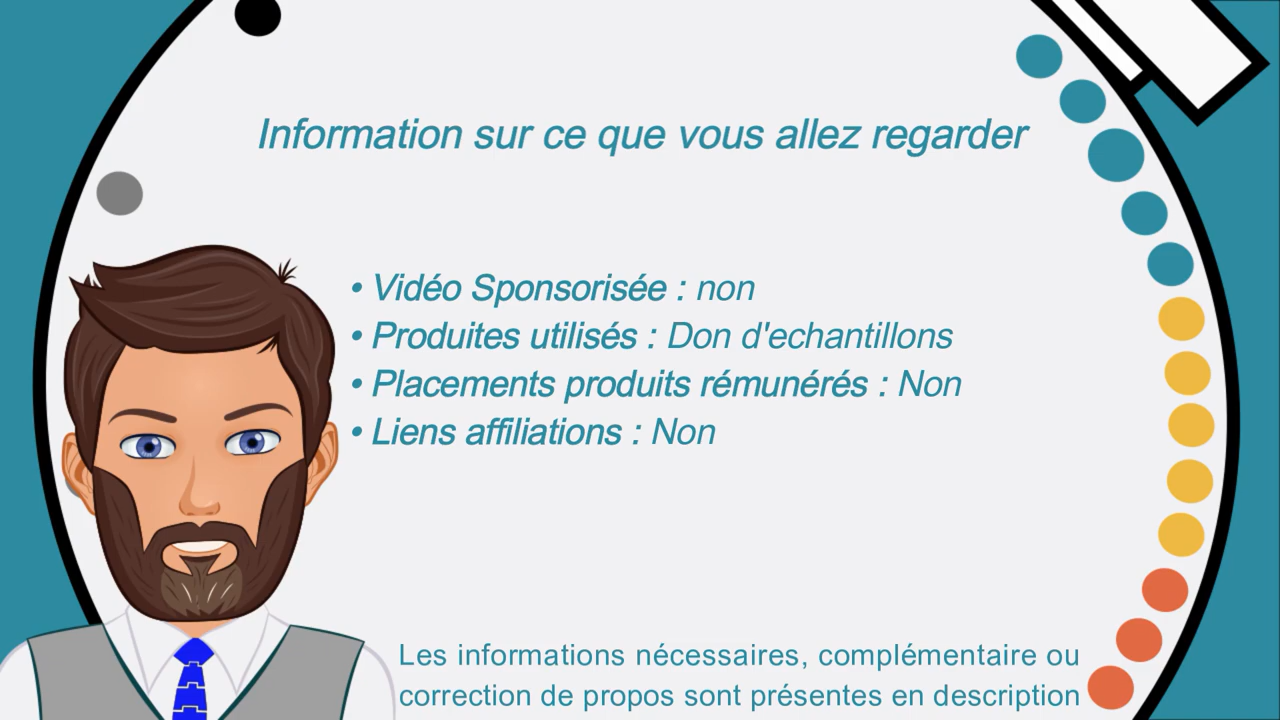 Information sur ce que vous allez regarder
• Vidéo Sponsorisée : non
• Produites utilisés : Don d'echantillons
• Placements produits rémunérés : Non
• Liens affiliations : Non
Les informations nécessaires, complémentaire ou
correction de propos sont présentes en description